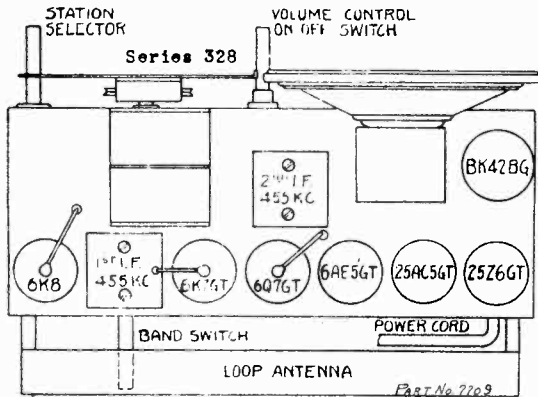 STATION
SELECTOR
VOLUME CONTROL
ON OFF SWITCH
Series 328
BK42BG
2ND I.F.
455 KC
6K8
1ST I.F.
455 KC
6K7GT
6Q7GT
6AE5GT
25AC5GT
25Z6GT
BAND SWITCH
POWER CORD
LOOP ANTENNA
PART No. 7709